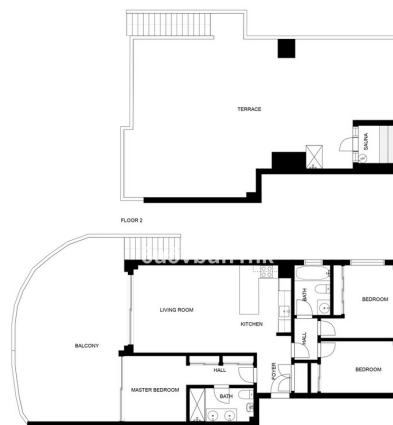 TERRACE
SAUNA
FLOOR 2
LIVING ROOM
KITCHEN
BATH
BEDROOM
HALL
BALCONY
HALL
FOYER
BEDROOM
MASTER BEDROOM
BATH